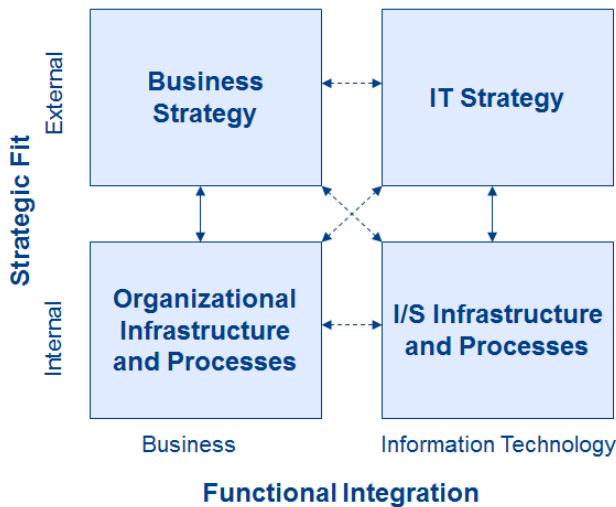 Strategic Fit
External
Internal
Business
Strategy
IT Strategy
Organizational
Infrastructure
and Processes
I/S Infrastructure
and Processes
Business
Information Technology
Functional Integration